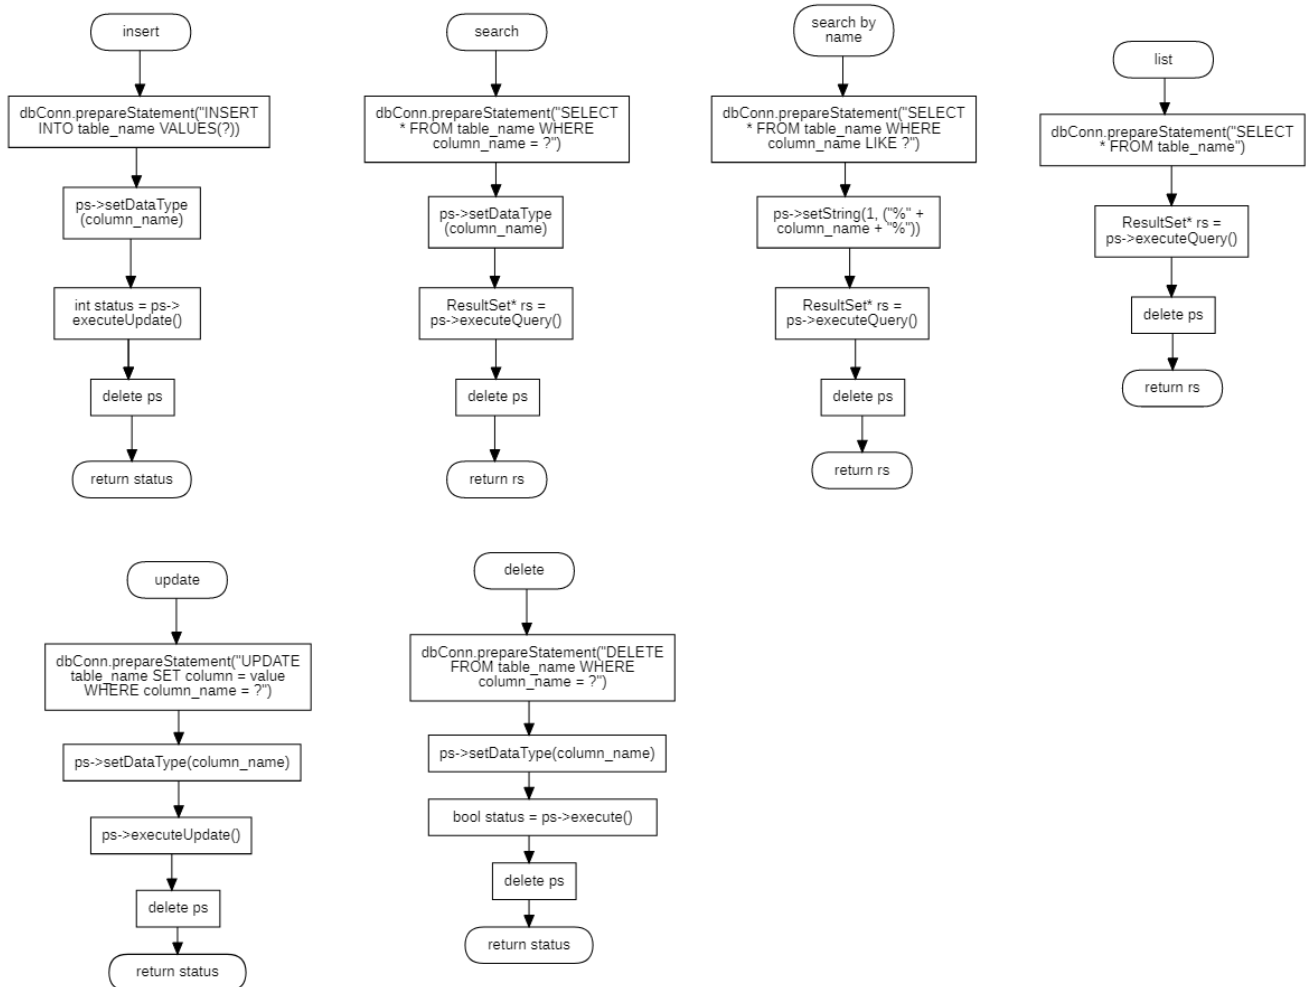 insert
dbConn.prepareStatement("INSERT
INTO table_name VALUES(?))
ps->setDataType
(column_name)
int status = ps->
executeUpdate()
delete ps
return status
search
dbConn.prepareStatement("SELECT
* FROM table_name WHERE
column_name = ?")
ps->setDataType
(column_name)
ResultSet* rs =
ps->executeQuery()
delete ps
return rs
search by
name
dbConn.prepareStatement("SELECT
* FROM table_name WHERE
column_name LIKE ?")
ps->setString(1, ("%" +
column_name + "%"))
ResultSet* rs =
ps->executeQuery()
delete ps
return rs
list
dbConn.prepareStatement("SELECT
* FROM table_name")
ResultSet* rs =
ps->executeQuery()
delete ps
return rs
update
dbConn.prepareStatement("UPDATE
table_name SET column = value
WHERE column_name = ?")
ps->setDataType(column_name)
ps->executeUpdate()
delete ps
return status
delete
dbConn.prepareStatement("DELETE
FROM table_name WHERE
column_name = ?")
ps->setDataType(column_name)
bool status = ps->execute()
delete ps
return status